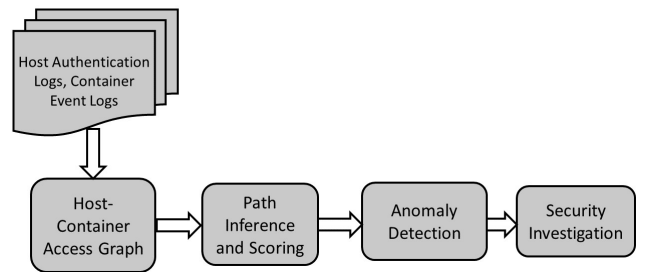 Host Authentication
Logs, Container
Event Logs
Host-
Container
Access Graph
Path
Inference
and Scoring
Anomaly
Detection
Security
Investigation